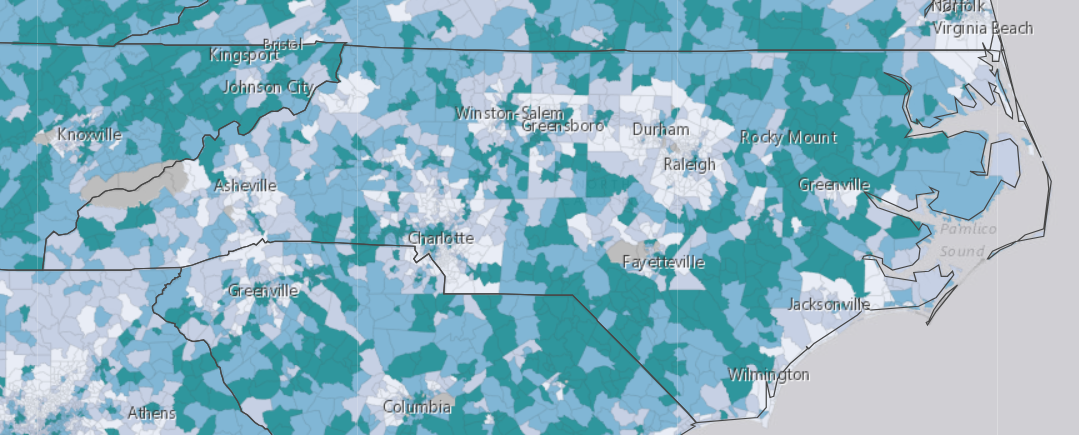 Norfolk
Virginia Beach
Bristol
Kingsport
Johnson City
Winston-Salem
Greensboro
Durham
Knoxville
Rocky Mount
Raleigh
Asheville
Greenville
Pamlico
Sound
Charlotte
Fayetteville
Greenville
Jacksonville
Wilmington
Columbia
Athens